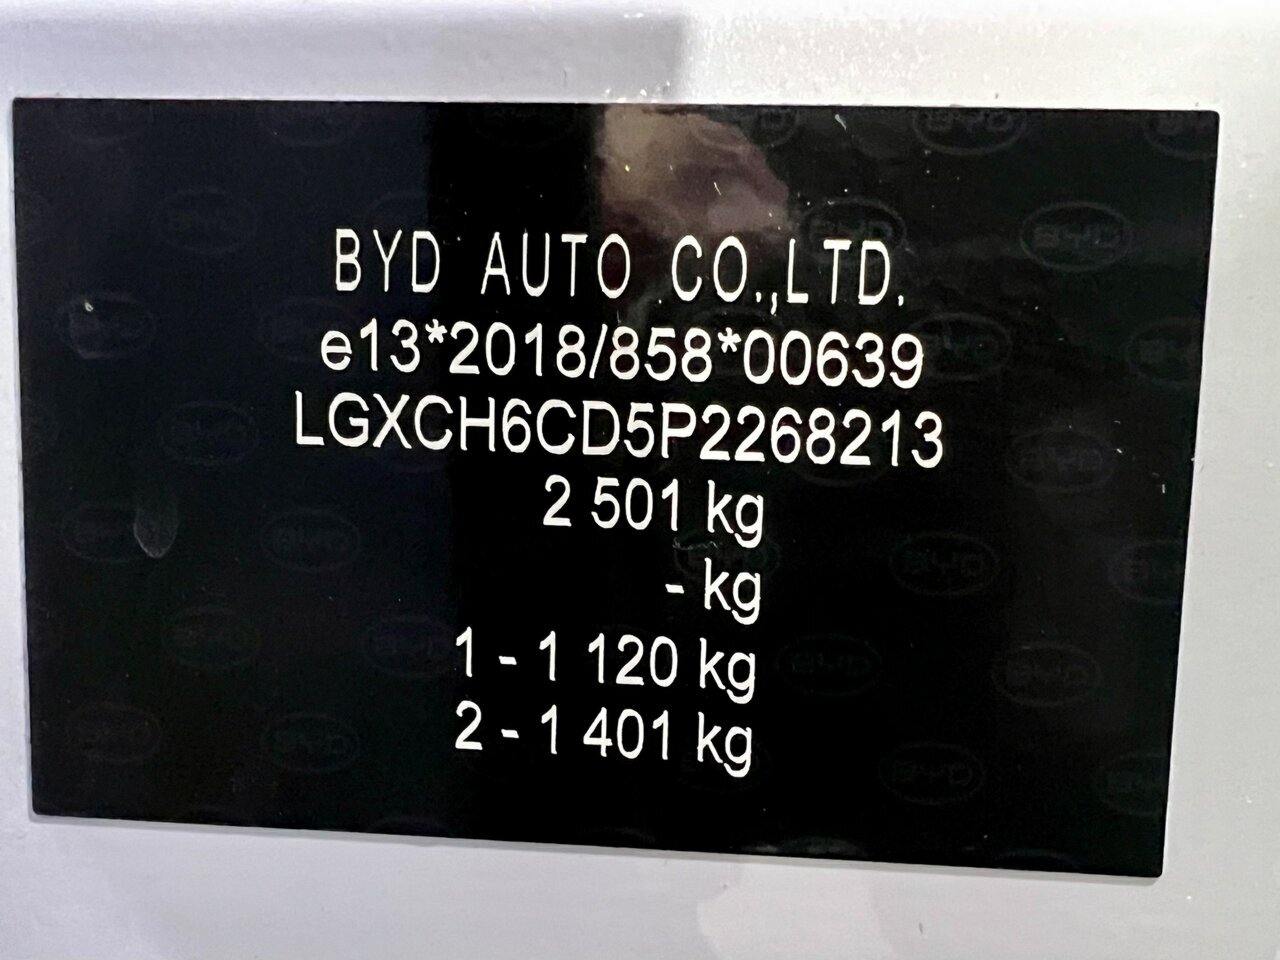 BYD AUTO CO.,LTD.
e13*2018/858*00639
LGXCH6CD5P2268213
2 501 kg
- kg
1 - 1 120 kg
2 - 1 401 kg